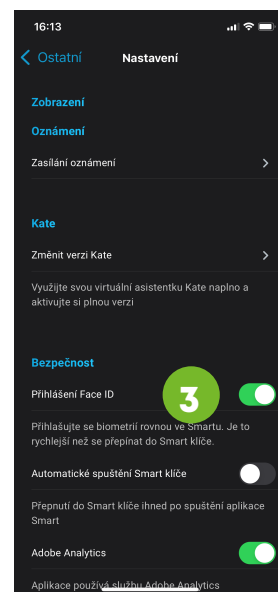 16:13
Ostatní
Nastavení
Zobrazení
Oznámení
Zasílání oznámení
Kate
Změnit verzi Kate
Využijte svou virtuální asistentku Kate naplno a
aktivujte si plnou verzi
Bezpečnost
Přihlášení Face ID
3
Přihlašujte se biometrií rovnou ve Smartu. Je to
rychlejší než se přepínat do Smart klíče.
Automatické spuštění Smart klíče
Přepnutí do Smart klíče ihned po spuštění aplikace
Smart
Adobe Analytics
Aplikace používá službu Adobe Analytics